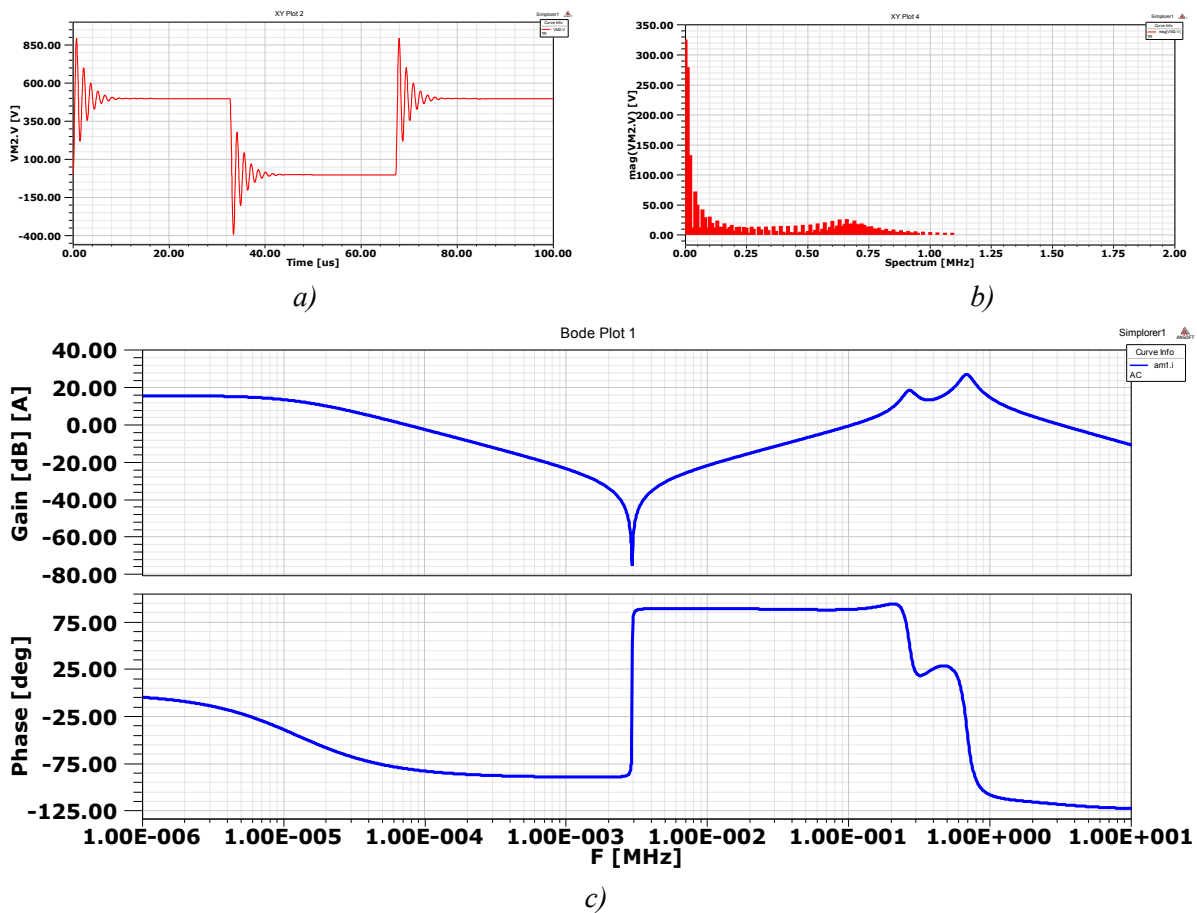 XY Plot 2
Simplorer1
Curve Info
VM2.V
TR
850.00
600.00
350.00
100.00
-150.00
-400.00
VM2.V [V]
0.00 20.00 40.00 60.00 80.00 100.00
Time [us]
a)
XY Plot 4
Simplorer1
Curve Info
mag(VM2.V)
TR
350.00
300.00
250.00
200.00
150.00
100.00
50.00
0.00
mag(VM2.V) [V]
0.00 0.25 0.50 0.75 1.00 1.25 1.50 1.75 2.00
Spectrum [MHz]
b)
Bode Plot 1
Simplorer1
ANSOFT
Curve Info
am1.i
AC
40.00
20.00
0.00
-20.00
-40.00
-60.00
-80.00
Gain [dB] [A]
75.00
25.00
-25.00
-75.00
-125.00
Phase [deg]
1.00E-006 1.00E-005 1.00E-004 1.00E-003 1.00E-002 1.00E-001 1.00E+000 1.00E+001
F [MHz]
c)